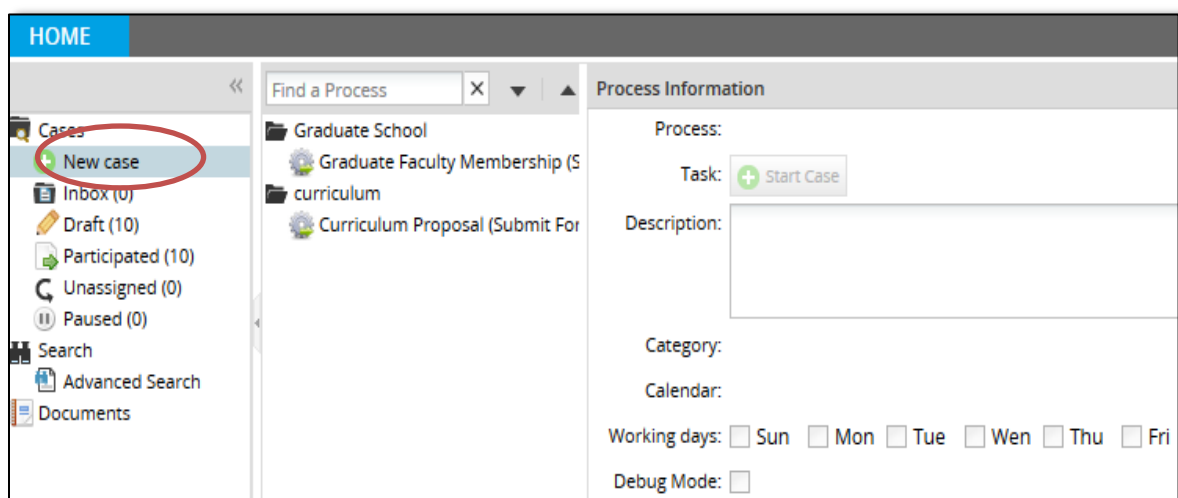 HOME
Find a Process
Process Information
Cases
New case
Inbox (0)
Draft (10)
Participated (10)
Unassigned (0)
Paused (0)
Search
Advanced Search
Documents
Graduate School
Graduate Faculty Membership (S
curriculum
Curriculum Proposal (Submit For
Process:
Task: Start Case
Description:
Category:
Calendar:
Working days: Sun Mon Tue Wen Thu Fri
Debug Mode: